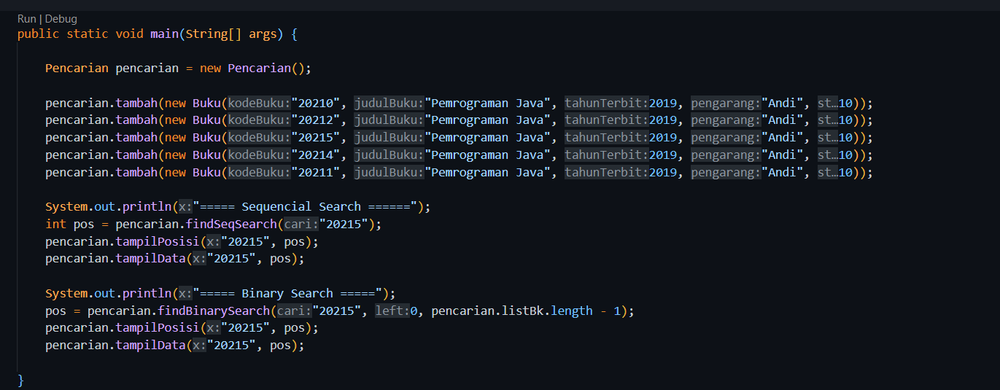 Run | Debug
public static void main(String[] args) {
Pencarian pencarian = new Pencarian();
pencarian.tambah(new Buku(kodeBuku:"20210", judulBuku:"Pemrograman Java", tahunTerbit:2019, pengarang:"Andi", st…10));
pencarian.tambah(new Buku(kodeBuku:"20212", judulBuku:"Pemrograman Java", tahunTerbit:2019, pengarang:"Andi", st…10));
pencarian.tambah(new Buku(kodeBuku:"20215", judulBuku:"Pemrograman Java", tahunTerbit:2019, pengarang:"Andi", st…10));
pencarian.tambah(new Buku(kodeBuku:"20214", judulBuku:"Pemrograman Java", tahunTerbit:2019, pengarang:"Andi", st…10));
pencarian.tambah(new Buku(kodeBuku:"20211", judulBuku:"Pemrograman Java", tahunTerbit:2019, pengarang:"Andi", st…10));
System.out.println(x:"===== Sequencial Search ======");
int pos = pencarian.findSeqSearch(cari:"20215");
pencarian.tampilPosisi(x:"20215", pos);
pencarian.tampilData(x:"20215", pos);
System.out.println(x:"===== Binary Search =====");
pos = pencarian.findBinarySearch(cari:"20215", left:0, pencarian.listBk.length - 1);
pencarian.tampilPosisi(x:"20215", pos);
pencarian.tampilData(x:"20215", pos);
}